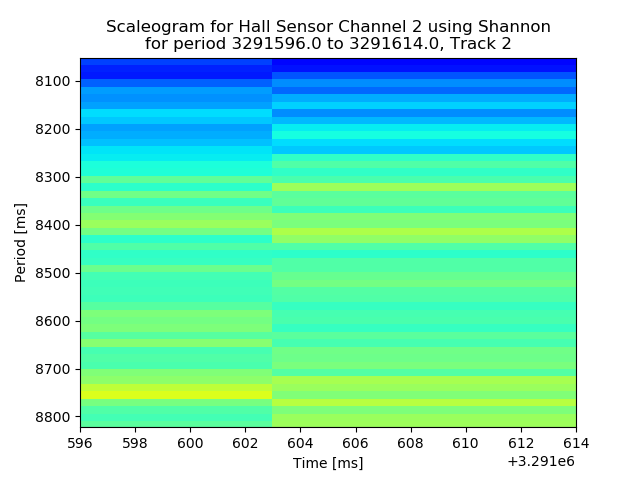 Scaleogram for Hall Sensor Channel 2 using Shannon
for period 3291596.0 to 3291614.0, Track 2
8100
8200
8300
8400
8500
8600
8700
8800
Period [ms]
596 598 600 602 604 606 608 610 612 614
Time [ms]
+3.291e6